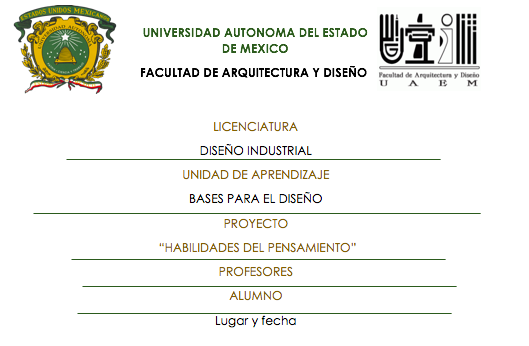 ESTADOS UNIDOS MEXICANOS
UNIVERSIDAD AUTONOMA DEL ESTADO
DE MEXICO
FACULTAD DE ARQUITECTURA Y DISEÑO
Facultad de Arquitectura y Diseño
U A E M
LICENCIATURA
DISEÑO INDUSTRIAL
UNIDAD DE APRENDIZAJE
BASES PARA EL DISEÑO
PROYECTO
“HABILIDADES DEL PENSAMIENTO”
PROFESORES
ALUMNO
Lugar y fecha